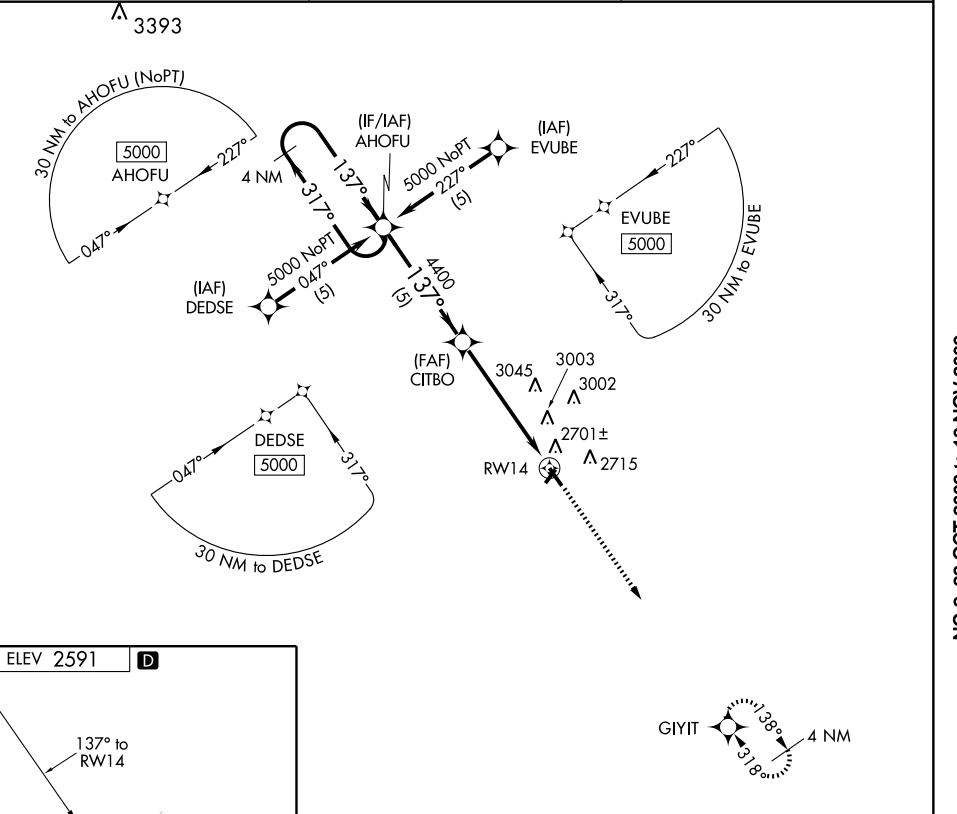 3393
30 NM to AHOFU (NoPT)
5000
AHOFU
227°
047°
(IF/IAF)
AHOFU
(IAF)
EVUBE
4 NM
137°
317°
5000 NoPT
227°
(5)
227°
EVUBE
5000
317°
30 NM to EVUBE
5000 NoPT
047°
(5)
(IAF)
DEDSE
4400
137°
(5)
(FAF)
CITBO
3045
3003
3002
2701±
2715
RW14
DEDSE
5000
047°
317°
30 NM to DEDSE
ELEV 2591
D
137° to
RW14
GIYIT
138°
318°
4 NM